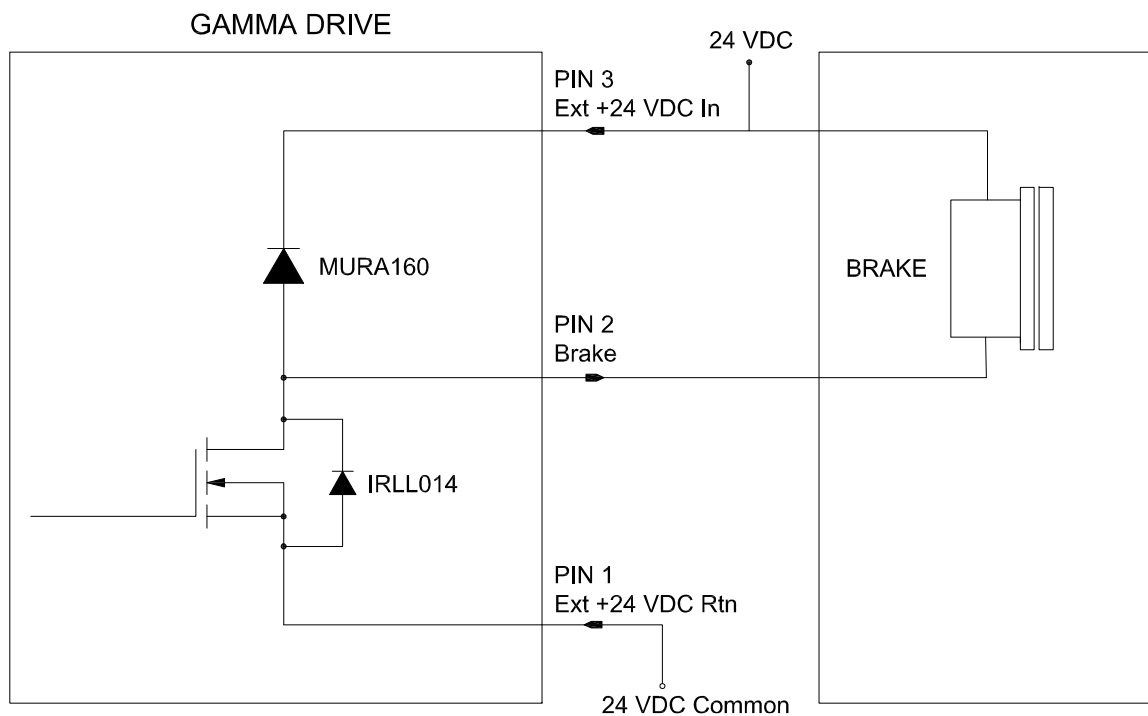 GAMMA DRIVE
24 VDC
PIN 3
Ext +24 VDC In
MURA160
BRAKE
PIN 2
Brake
IRLL014
PIN 1
Ext +24 VDC Rtn
24 VDC Common